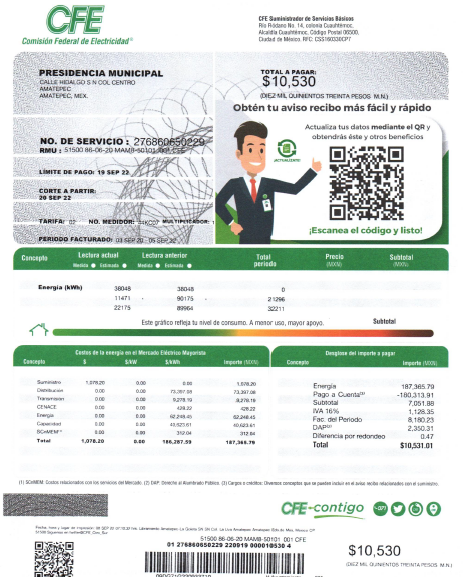 CFE
Comisión Federal de Electricidad®
CFE Suministrador de Servicios Básicos
Río Ródano No. 14, colonia Cuauhtémoc,
Alcaldía Cuauhtémoc, Código Postal 06500,
Ciudad de México. RFC: CSS160330CP7
PRESIDENCIA MUNICIPAL
CALLE HIDALGO S N COL CENTRO
AMATEPEC
AMATEPEC, MEX.
TOTAL A PAGAR:
$10,530
(DIEZ MIL QUINIENTOS TREINTA PESOS M.N.)
Obtén tu aviso recibo más fácil y rápido
Actualiza tus datos mediante el QR y
obtendrás éste y otros beneficios
ACTUALÍZATE
¡Escanea el código y listo!
NO. DE SERVICIO : 276860650229
RMU : 51500 86-06-20 MAMB-50101 001 CFE
LÍMITE DE PAGO: 19 SEP 22
CORTE A PARTIR:
20 SEP 22
TARIFA: 02 NO. MEDIDOR: MULTIPLICADOR: 1
PERIODO FACTURADO: 03 SEP 20 - 05 SEP 22
Concepto Lectura actual Lectura anterior Total periodo Precio (MXN) Subtotal (MXN)
Medida Estimada Medida Estimada
Energía (kWh) 38048 38048 0
11471 - 90175 - 21296
22175 89964 32211
Este gráfico refleja tu nivel de consumo. A menor uso, mayor apoyo. Subtotal
Costos de la energía en el Mercado Eléctrico Mayorista
Concepto $ $/kW $/kWh Importe (MXN)
Suministro 1,078.20 0.00 0.00 1,078.20
Distribución 0.00 0.00 73,397.08 73,397.08
Transmisión 0.00 0.00 9,278.19 9,278.19
CENACE 0.00 0.00 428.22 428.22
Energía 0.00 0.00 62,248.45 62,248.45
Capacidad 0.00 0.00 40,623.61 40,623.61
SCnMEM(1) 0.00 0.00 312.04 312.04
Total 1,078.20 0.00 186,287.59 187,365.79
Desglose del importe a pagar
Concepto Importe (MXN)
Energía 187,365.79
Pago a Cuenta(3) -180,313.91
Subtotal 7,051.88
IVA 16% 1,128.35
Fac. del Periodo 8,180.23
DAP(2) 2,350.31
Diferencia por redondeo 0.47
Total $10,531.01
(1) SCnMEM: Costos relacionados con los servicios del Mercado. (2) DAP: Derecho al Alumbrado Público. (3) Cargos o créditos: Diversos conceptos que se pueden incluir en el aviso recibo relacionados con el suministro.
CFE-contigo
51500 86-06-20 MAMB-50101 001 CFE
01 276860650229 220919 000010530 4
$10,530
(DIEZ MIL QUINIENTOS TREINTA PESOS M.N.)